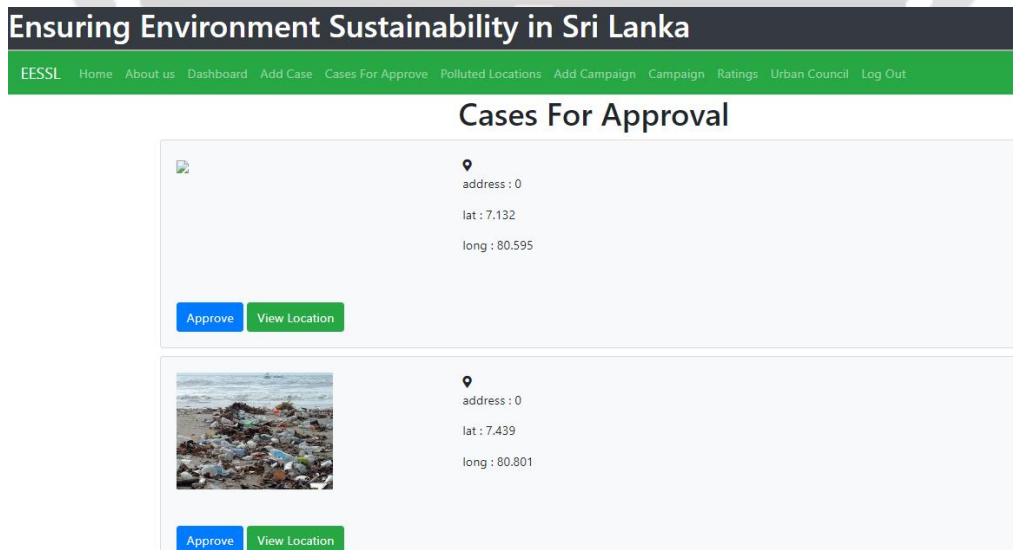 Ensuring Environment Sustainability in Sri Lanka
EESSL Home About us Dashboard Add Case Cases For Approve Polluted Locations Add Campaign Campaign Ratings Urban Council Log Out
Cases For Approval
address : 0
lat : 7.132
long : 80.595
Approve View Location
address : 0
lat : 7.439
long : 80.801
Approve View Location